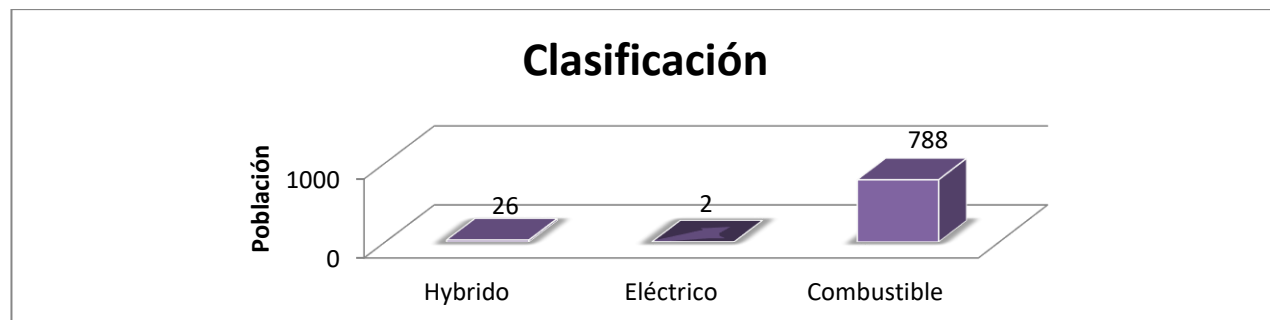 Clasificación
Población
1000
0
26
2
788
Hybrido
Eléctrico
Combustible